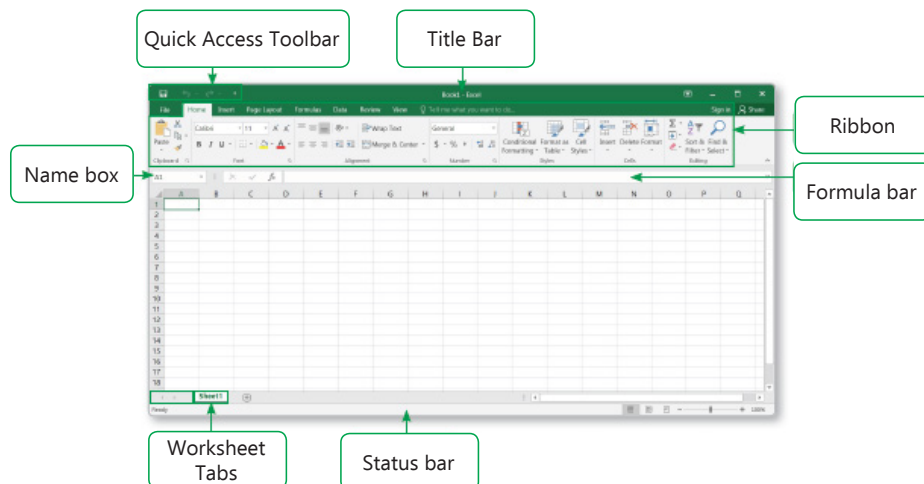 Quick Access Toolbar
Title Bar
Book1 - Excel
File Home Insert Page Layout Formulas Data Review View Tell me what you want to do... Sign in Share
Ribbon
Calibri 11 Wrap Text General
Paste B I U Merge & Center $ % Conditional Format as Cell Insert Delete Format Sort & Find &
Formatting Table Styles Filter Select
Clipboard Font Alignment Number Styles Cells Editing
Name box
A1 fx
Formula bar
A B C D E F G H I J K L M N O P Q
1
2
3
4
5
6
7
8
9
10
11
12
13
14
15
16
17
18
Sheet1
Ready 100%
Worksheet
Tabs
Status bar